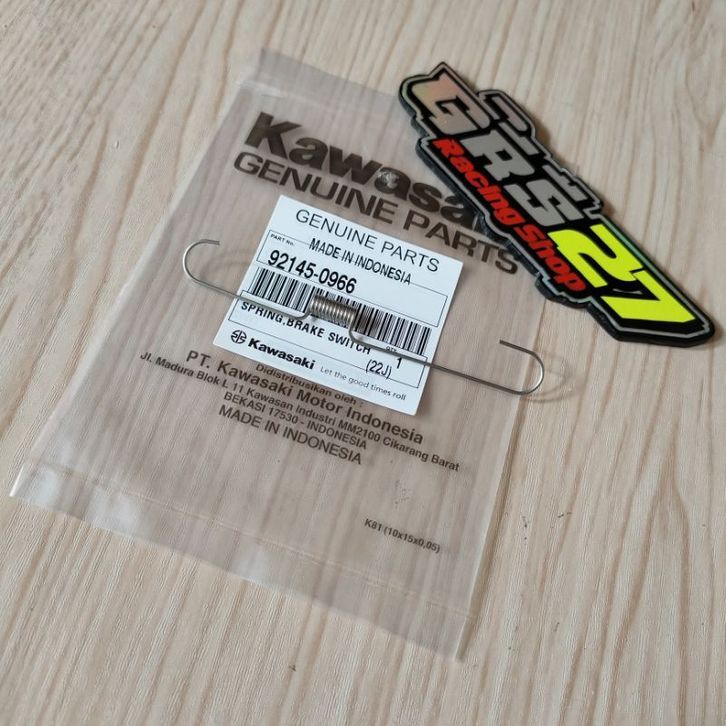 Kawasaki
GENUINE PARTS
GENUINE PARTS
PART No.
MADE IN INDONESIA
92145-0966
SPRING,BRAKE SWITCH
1
(22J)
Kawasaki
Let the good times roll
Didistribusikan oleh :
PT. Kawasaki Motor Indonesia
Jl. Madura Blok L 11 Kawasan Industri MM2100 Cikarang Barat
BEKASI 17530 - INDONESIA
MADE IN INDONESIA
K81 (10x15x0,05)
GRS
27
Racing Shop